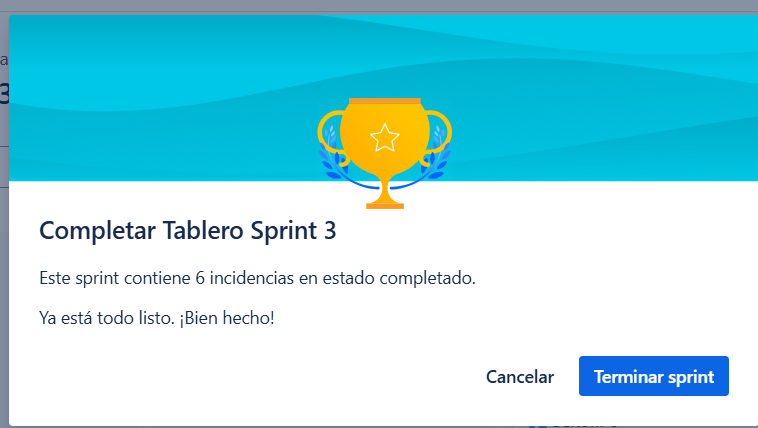 Completar Tablero Sprint 3
Este sprint contiene 6 incidencias en estado completado.
Ya está todo listo. ¡Bien hecho!
Cancelar
Terminar sprint